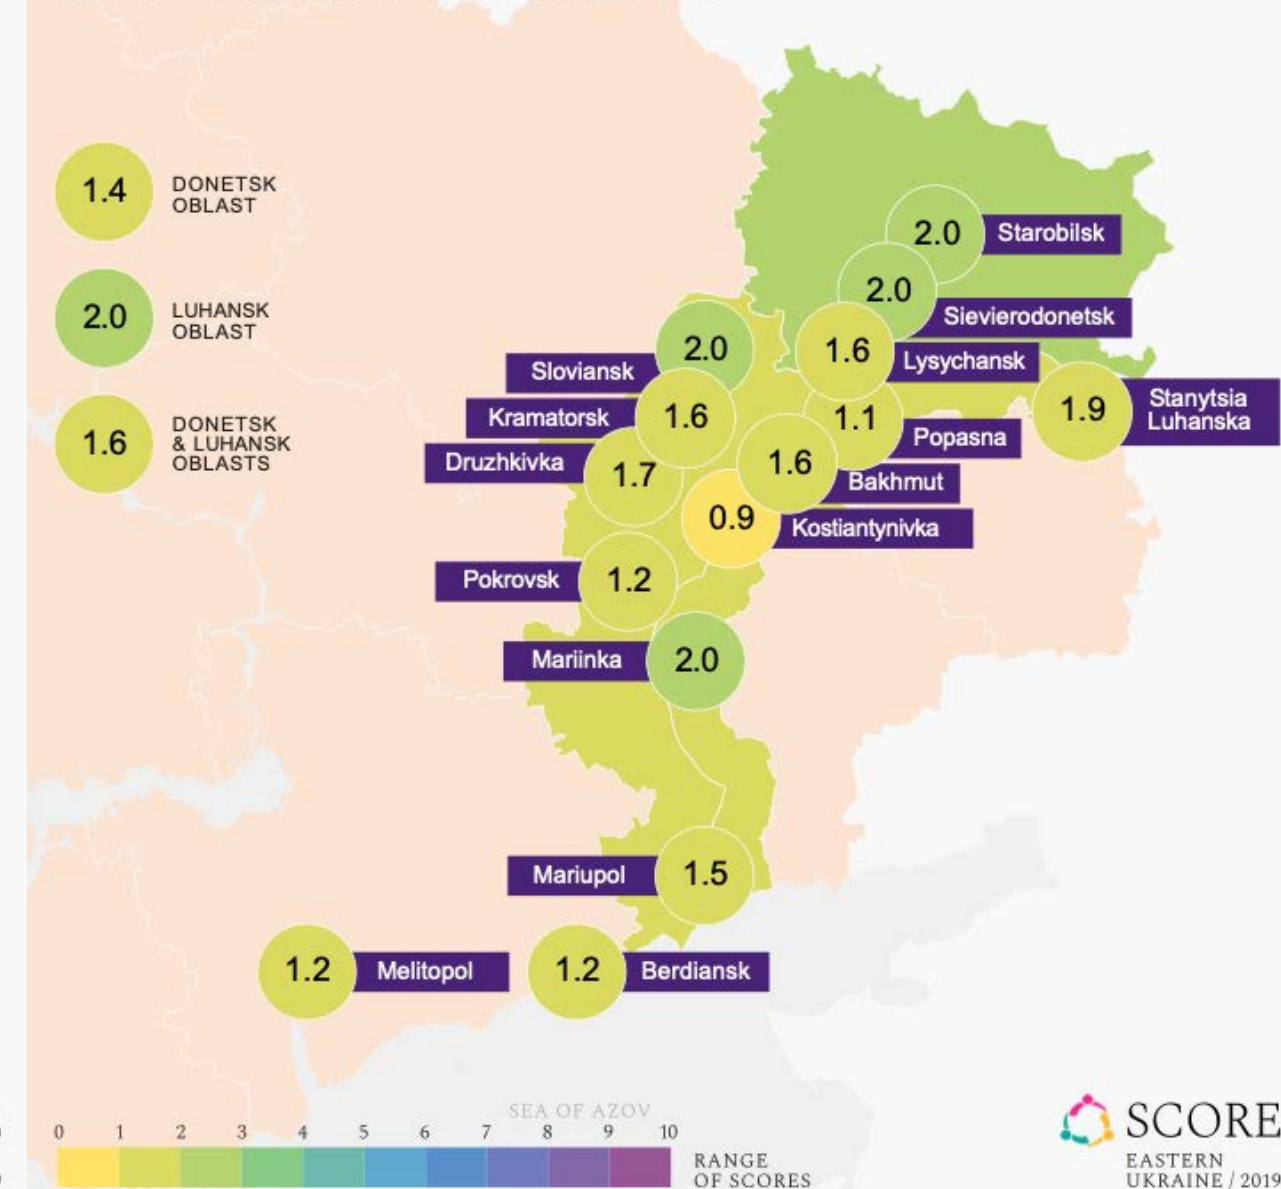 1.4
DONETSK
OBLAST
2.0
LUHANSK
OBLAST
1.6
DONETSK
& LUHANSK
OBLASTS
2.0
Starobilsk
2.0
Sievierodonetsk
1.6
Lysychansk
2.0
Sloviansk
1.9
Stanytsia
Luhanska
1.6
Kramatorsk
1.1
Popasna
1.7
Druzhkivka
1.6
Bakhmut
0.9
Kostiantynivka
Pokrovsk
1.2
Mariinka
2.0
Mariupol
1.5
1.2
Melitopol
1.2
Berdiansk
SEA OF AZOV
0 1 2 3 4 5 6 7 8 9 10
RANGE
OF SCORES
SCORE
EASTERN
UKRAINE / 2019